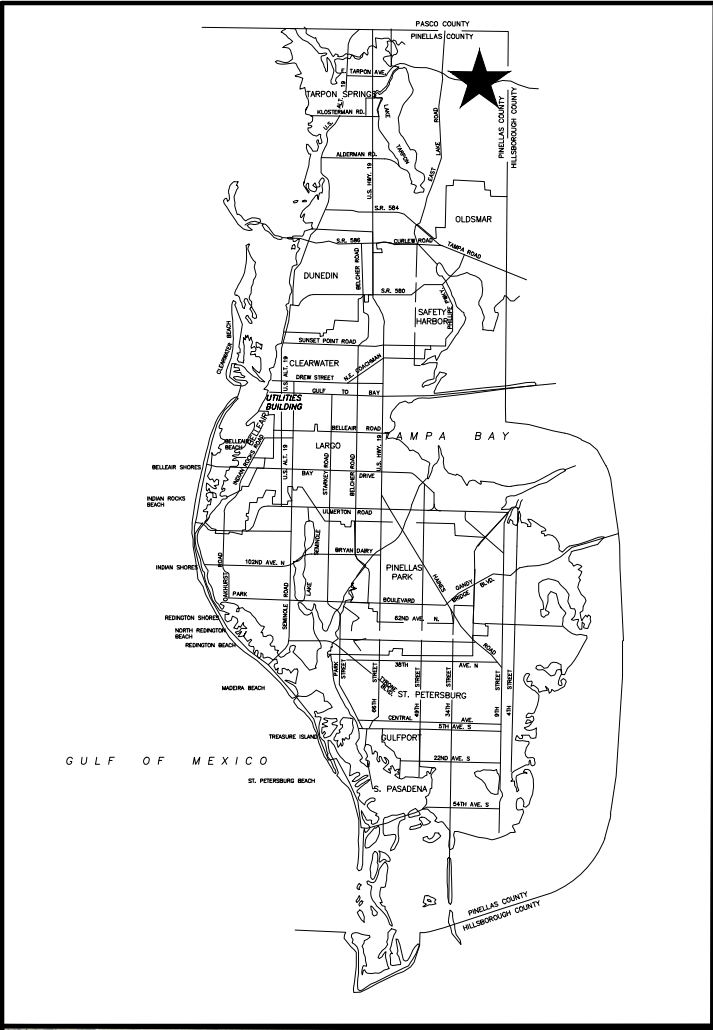 PASCO COUNTY
PINELLAS COUNTY
E. TARPON AVE.
TARPON SPRINGS
U.S. ALT. 19
KLOSTERMAN RD.
LAKE TARPON
EAST LAKE ROAD
PINELLAS COUNTY
HILLSBOROUGH COUNTY
ALDERMAN RD.
U.S. HWY. 19
S.R. 584
OLDSMAR
S.R. 586
CURLEW ROAD
TAMPA ROAD
BELCHER ROAD
DUNEDIN
S.R. 580
SAFETY
HARBOR
PHILLIPE PKWY.
SUNSET POINT ROAD
CLEARWATER BEACH
CLEARWATER
U.S. ALT. 19
N.E. COACHMAN
DREW STREET
GULF TO BAY
UTILITIES
BUILDING
BELLEAIR
BELLEAIR ROAD
TAMPA BAY
BELLEAIR
BEACH
INDIAN ROCKS ROAD
LARGO
U.S. HWY. 19
U.S. ALT. 19
STARKEY ROAD
BELCHER ROAD
BELLEAIR SHORES
BAY DRIVE
INDIAN ROCKS
BEACH
ULMERTON ROAD
SEMINOLE
BRYAN DAIRY
102ND AVE. N
INDIAN SHORES
PINELLAS
PARK
OAKHURST ROAD
LAKE
HAINES
GANDY
BRIDGE BLVD.
PARK
BOULEVARD
SEMINOLE ROAD
REDINGTON SHORES
62ND AVE. N.
NORTH REDINGTON
BEACH
REDINGTON BEACH
ROAD
PARK STREET
38TH AVE. N
66TH STREET
TYRONE BLVD.
49TH STREET
34TH STREET
9TH STREET
4TH STREET
MADEIRA BEACH
ST. PETERSBURG
CENTRAL AVE.
5TH AVE. S
TREASURE ISLAND
GULFPORT
GULF OF MEXICO
22ND AVE. S
ST. PETERSBURG BEACH
S. PASADENA
54TH AVE. S
PINELLAS COUNTY
HILLSBOROUGH COUNTY